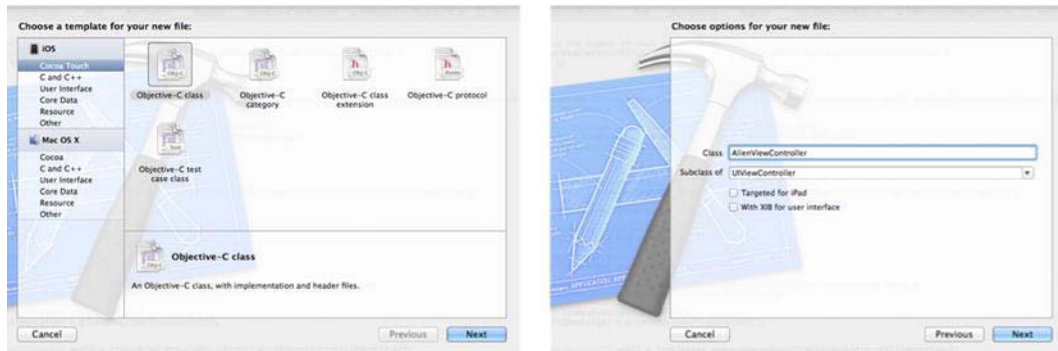 Choose a template for your new file:
iOS
Cocoa Touch
C and C++
User Interface
Core Data
Resource
Other
Mac OS X
Cocoa
C and C++
User Interface
Core Data
Resource
Other
Objective-C class
Objective-C
category
Objective-C class
extension
Objective-C protocol
Objective-C test
case class
Objective-C class
An Objective-C class, with implementation and header files.
Cancel
Previous
Next
Choose options for your new file:
Class
AlienViewController
Subclass of
UIViewController
Targeted for iPad
With XIB for user interface
Cancel
Previous
Next